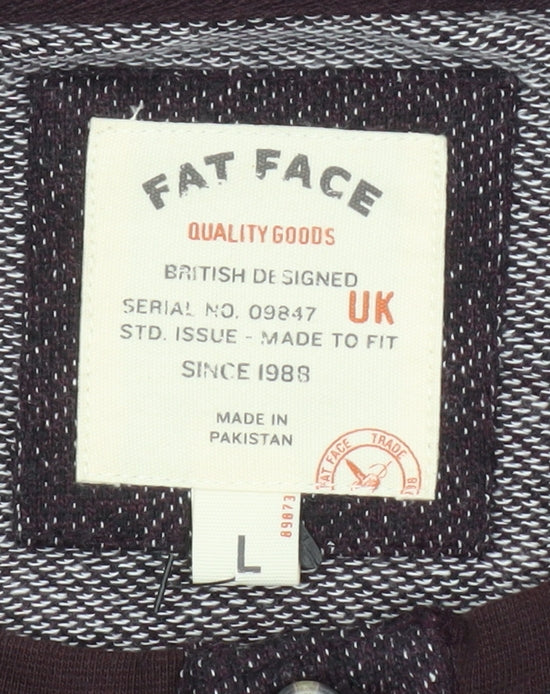 FAT FACE
QUALITY GOODS
BRITISH DESIGNED
SERIAL NO. 09847 UK
STD. ISSUE - MADE TO FIT
SINCE 1988
MADE IN
PAKISTAN
FAT FACE TRADE
89873
L